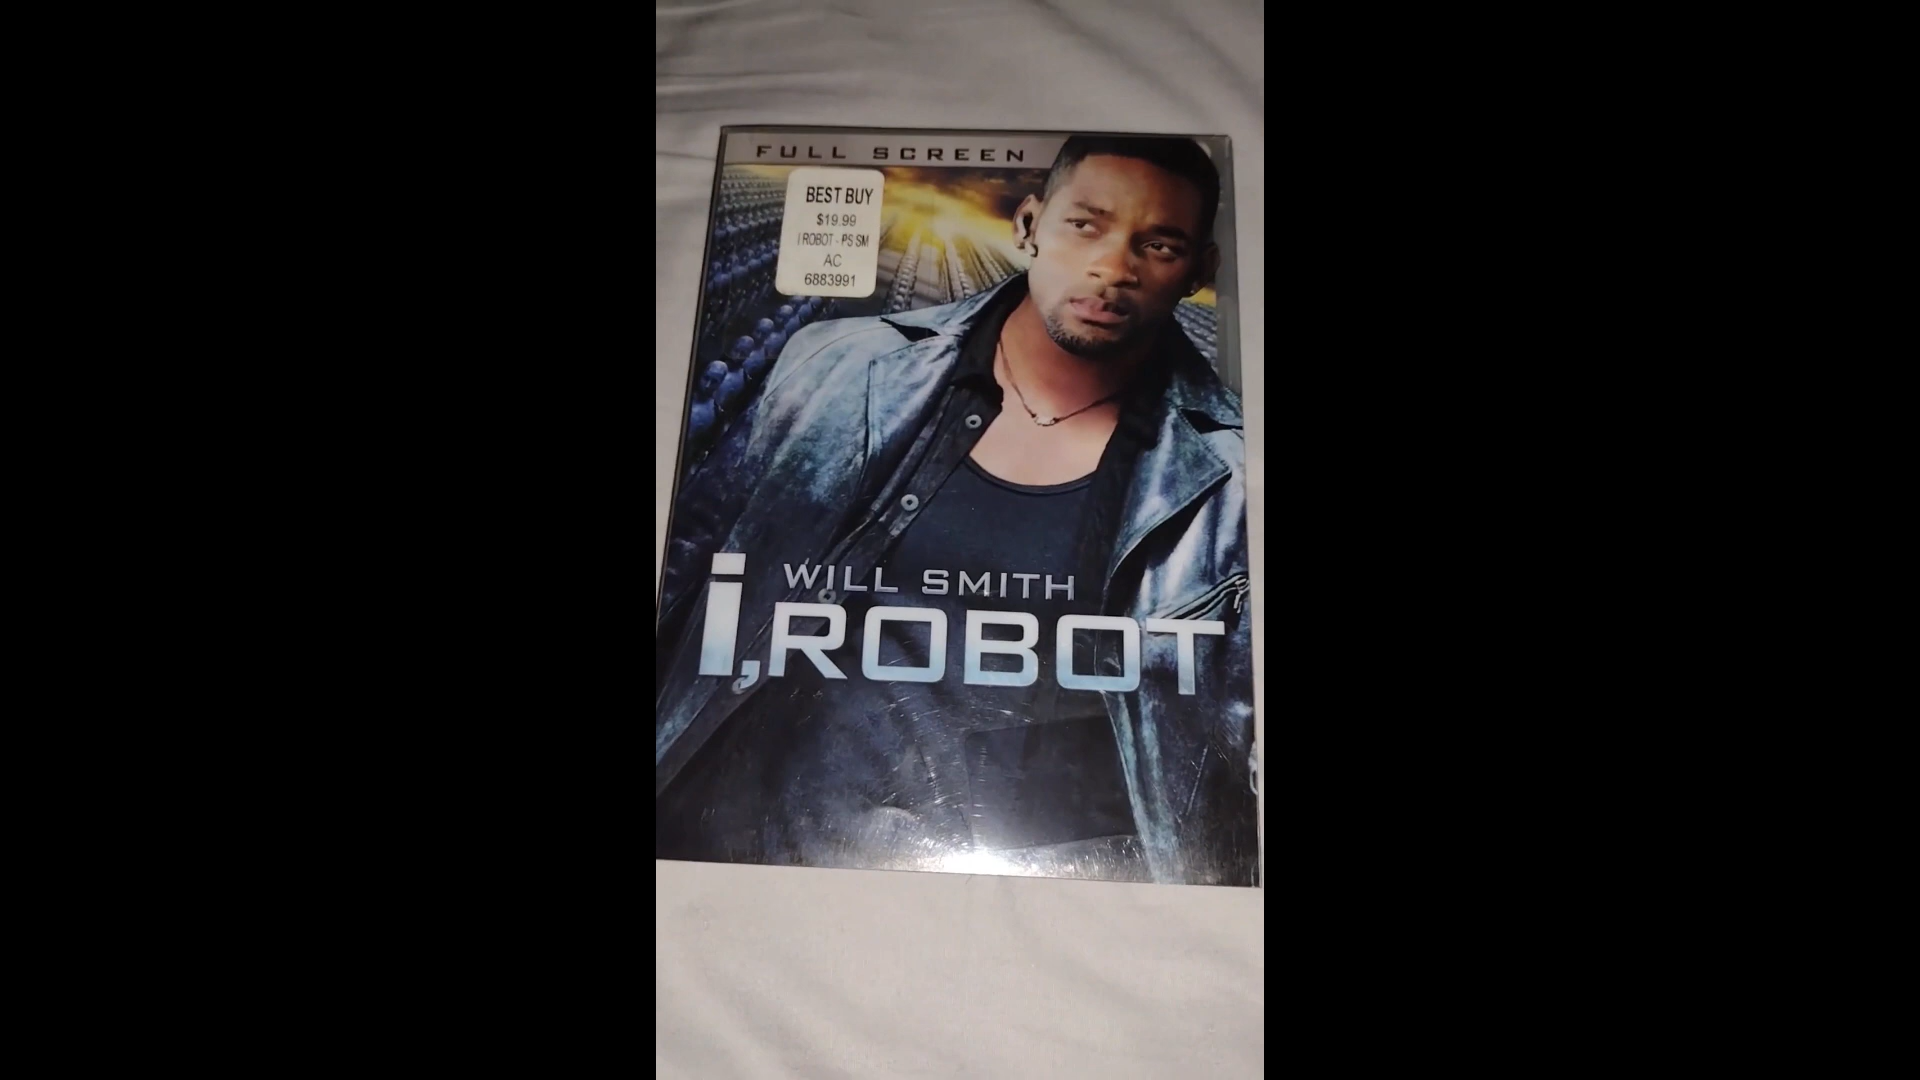 FULL SCREEN
BEST BUY
$19.99
I ROBOT - PS SM
AC
6883991
WILL SMITH
i, ROBOT